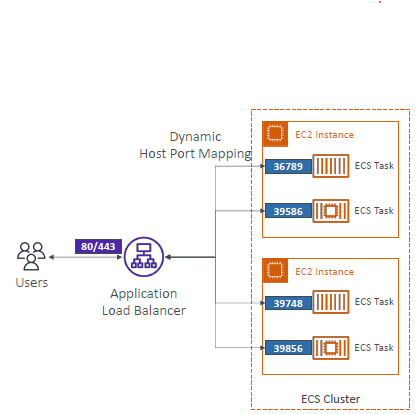 Dynamic
Host Port Mapping
EC2 Instance
36789
ECS Task
39586
ECS Task
80/443
Users
Application
Load Balancer
EC2 Instance
39748
ECS Task
39856
ECS Task
ECS Cluster